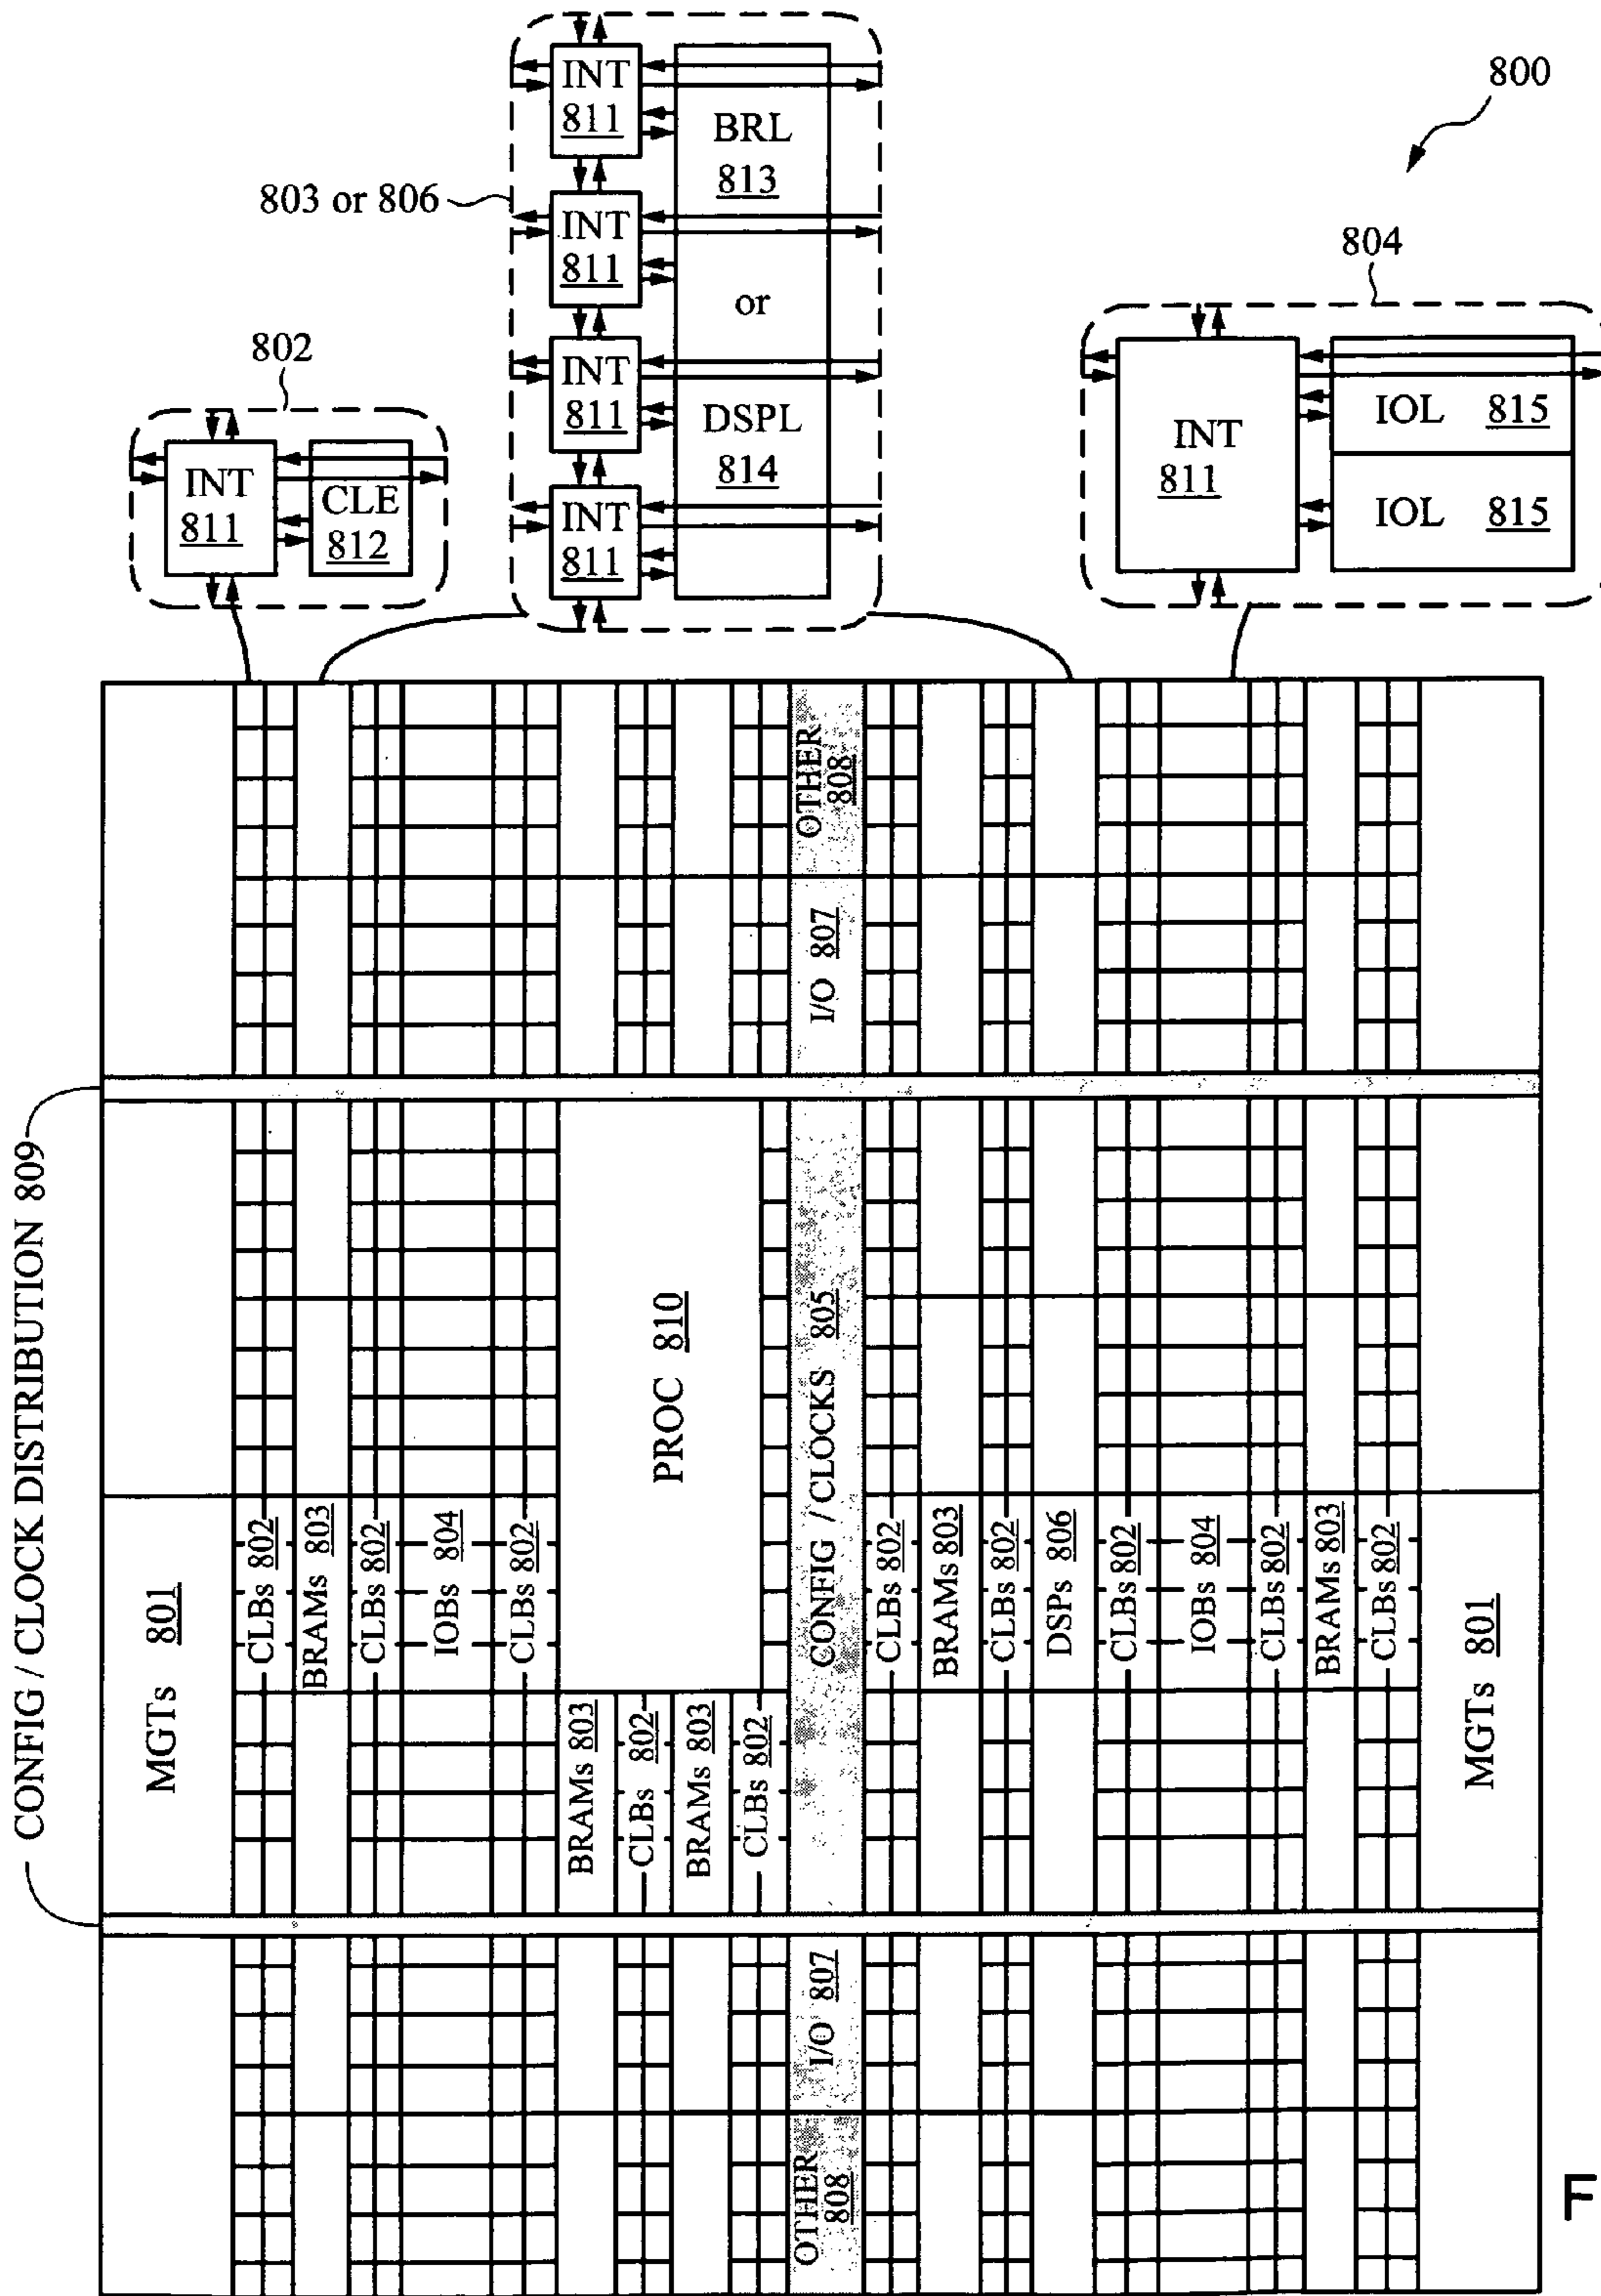 800
803 or 806
INT
811
INT
811
INT
811
INT
811
BRL
813
or
DSPL
814
804
INT
811
IOL 815
IOL 815
802
INT
811
CLE
812
OTHER
808
I/O 807
CONFIG / CLOCK DISTRIBUTION 809
PROC 810
CONFIG / CLOCKS 805
MGTs 801
CLBs 802
BRAMs 803
CLBs 802
IOBs 804
CLBs 802
BRAMs 803
CLBs 802
BRAMs 803
CLBs 802
CLBs 802
BRAMs 803
CLBs 802
DSPs 806
CLBs 802
IOBs 804
CLBs 802
BRAMs 803
CLBs 802
MGTs 801
I/O 807
OTHER
808
F